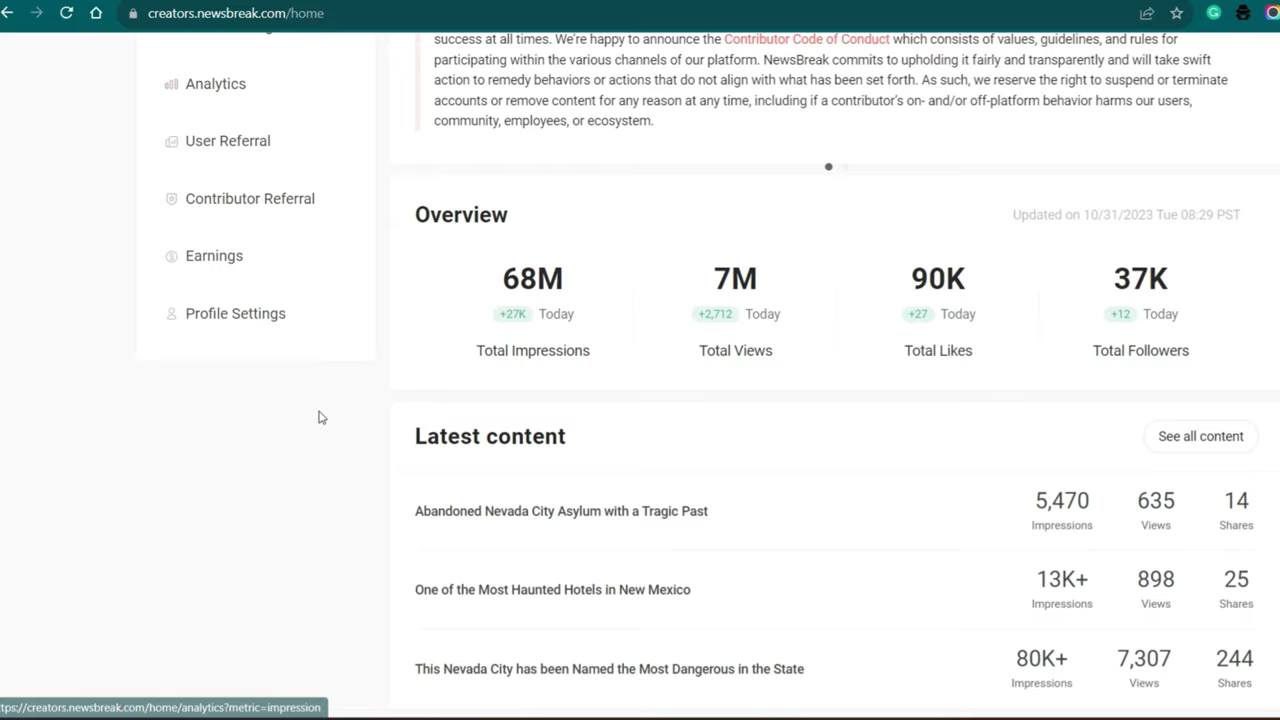 creators.newsbreak.com/home
success at all times. We're happy to announce the Contributor Code of Conduct which consists of values, guidelines, and rules for
participating within the various channels of our platform. NewsBreak commits to upholding it fairly and transparently and will take swift
action to remedy behaviors or actions that do not align with what has been set forth. As such, we reserve the right to suspend or terminate
accounts or remove content for any reason at any time, including if a contributor's on- and/or off-platform behavior harms our users,
community, employees, or ecosystem.
Analytics
User Referral
Contributor Referral
Earnings
Profile Settings
Overview
Updated on 10/31/2023 Tue 08:29 PST
68M 7M 90K 37K
+27K Today +2,712 Today +27 Today +12 Today
Total Impressions Total Views Total Likes Total Followers
Latest content
See all content
Abandoned Nevada City Asylum with a Tragic Past
5,470 635 14
Impressions Views Shares
One of the Most Haunted Hotels in New Mexico
13K+ 898 25
Impressions Views Shares
This Nevada City has been Named the Most Dangerous in the State
80K+ 7,307 244
Impressions Views Shares
tps://creators.newsbreak.com/home/analytics?metric=impression